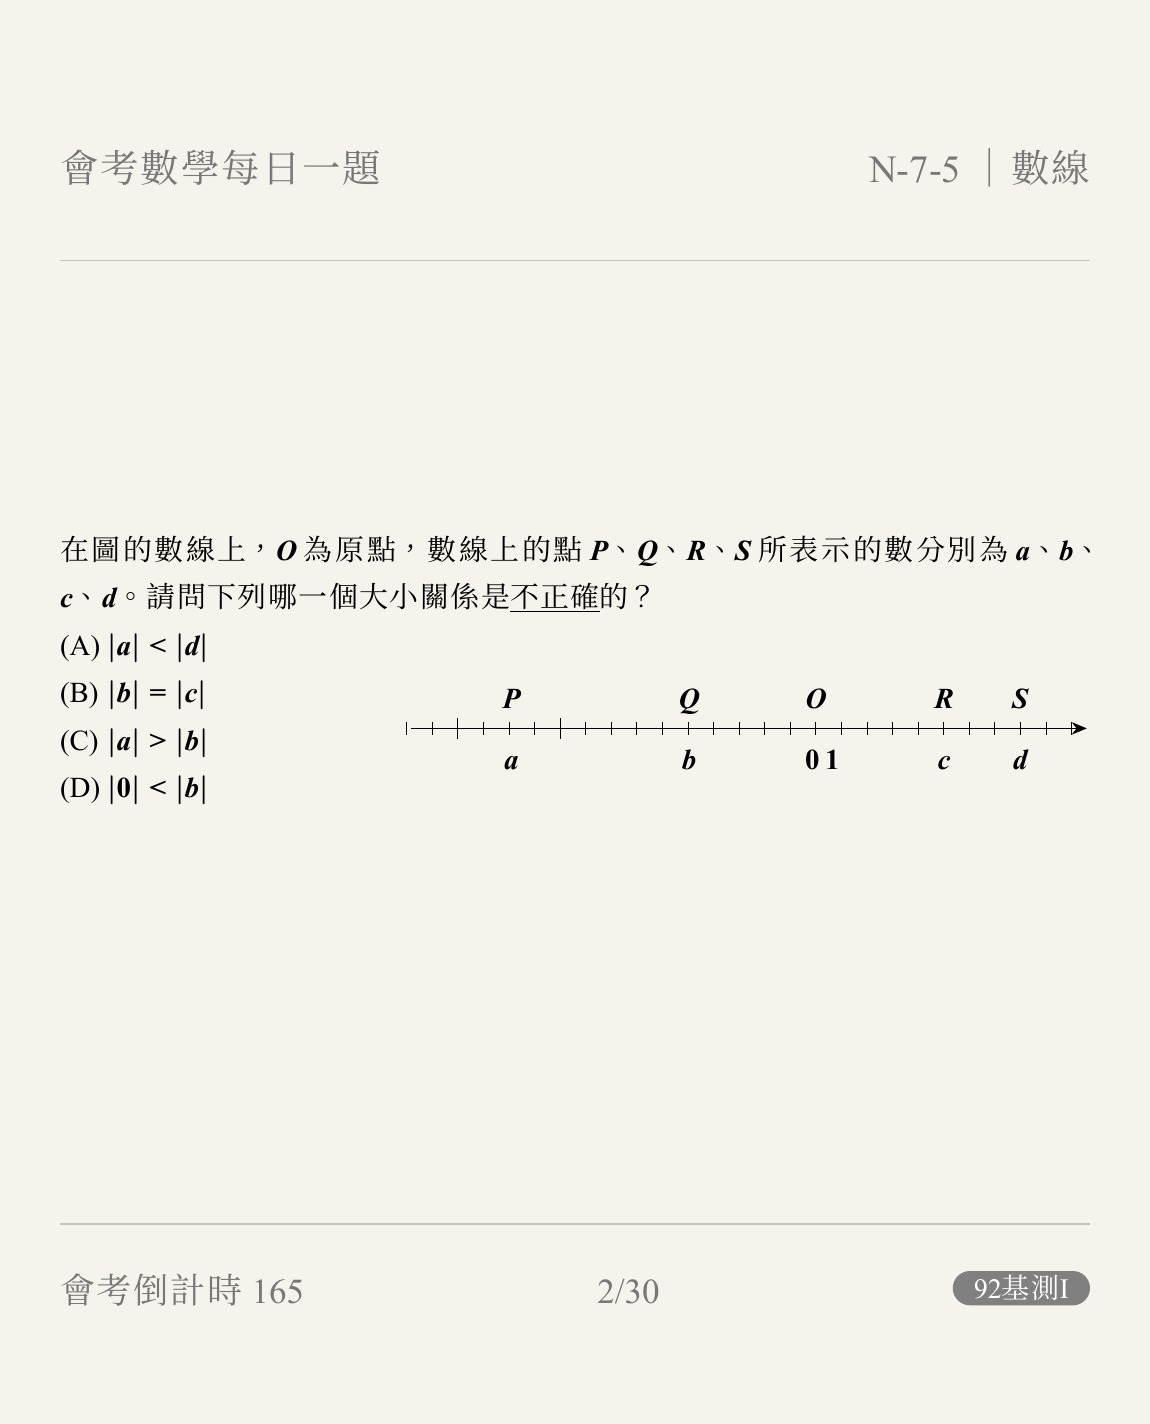 會考數學每日一題
N-7-5 │ 數線
在圖的數線上，O 為原點，數線上的點 P、Q、R、S 所表示的數分別為 a、b、
c、d。請問下列哪一個大小關係是不正確的？
(A) |a| < |d|
(B) |b| = |c|
(C) |a| > |b|
(D) |0| < |b|
P Q O R S
a b 0 1 c d
會考倒計時 165
2/30
92基測I